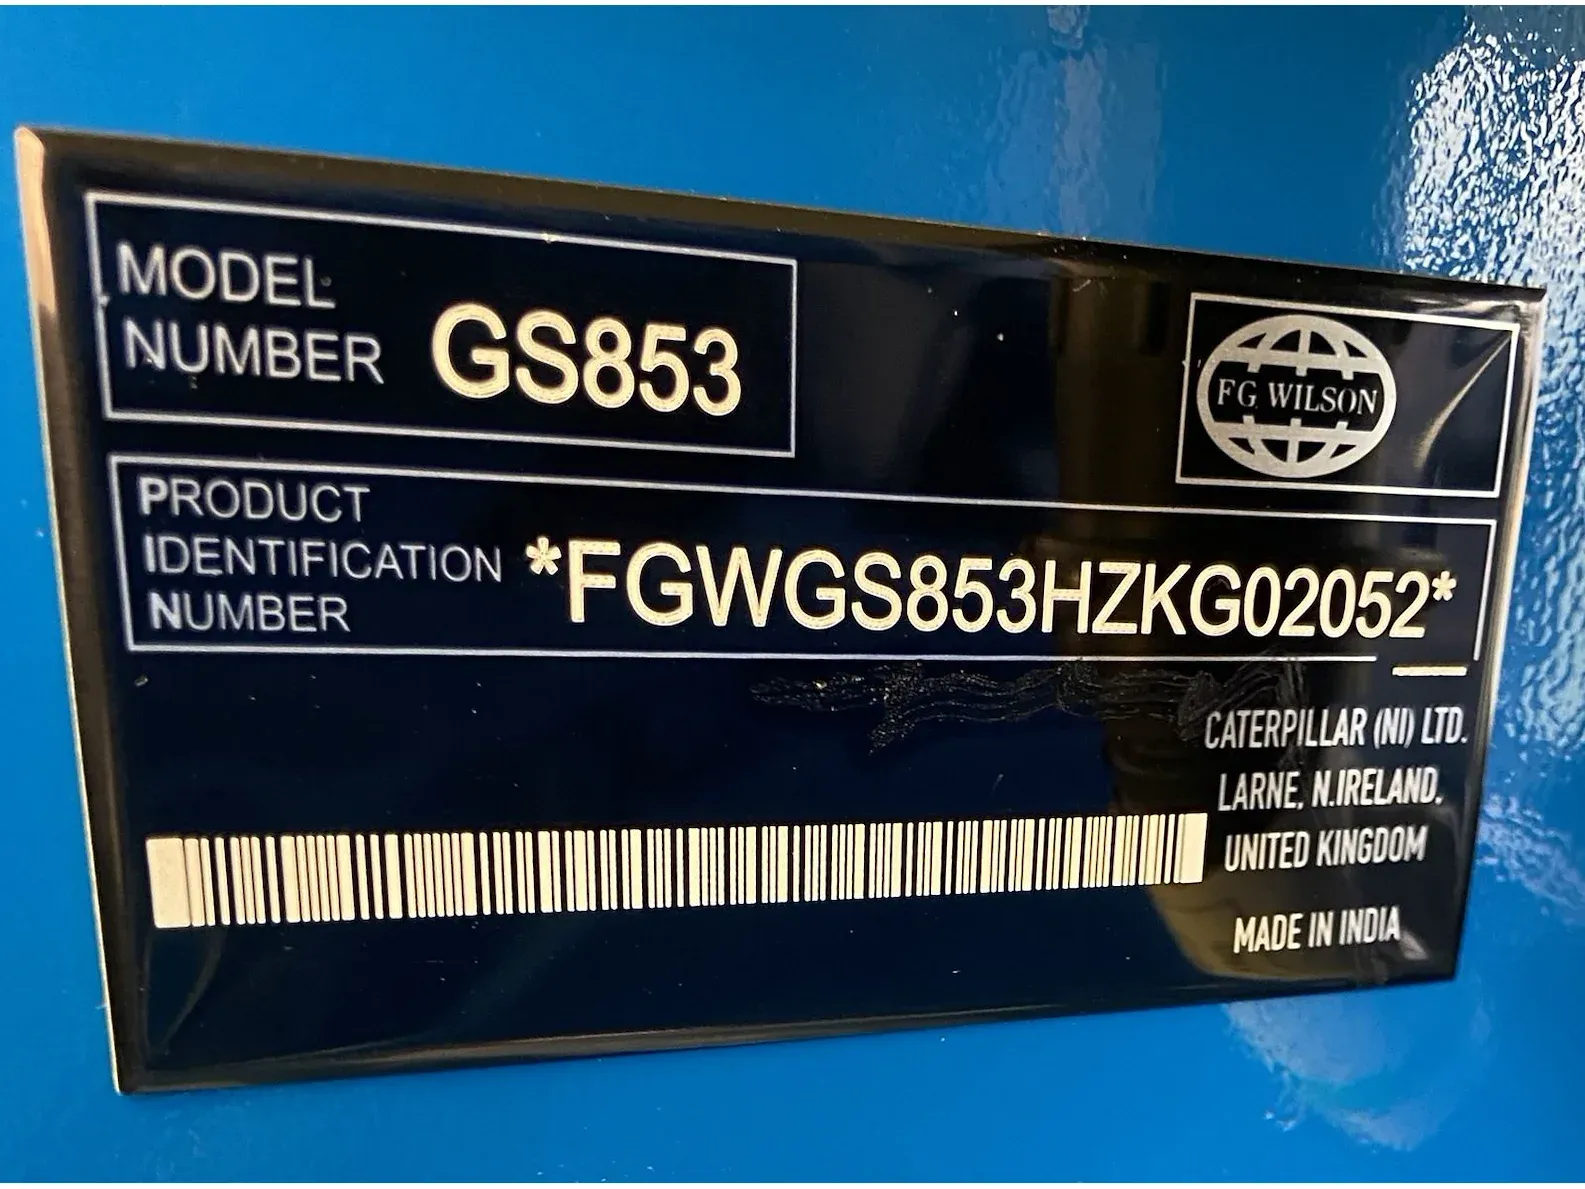 MODEL
NUMBER GS853
FG WILSON
PRODUCT
IDENTIFICATION *FGWGS853HZKG02052*
NUMBER
CATERPILLAR (NI) LTD.
LARNE, N.IRELAND.
UNITED KINGDOM
MADE IN INDIA